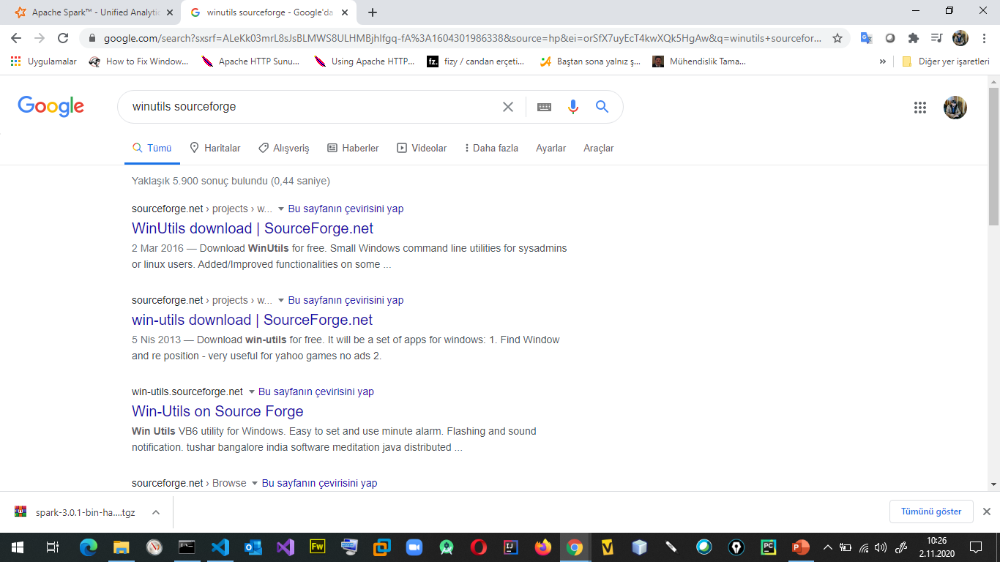 Apache Spark™ - Unified Analytic
winutils sourceforge - Google'da
google.com/search?sxsrf=ALeKk03mrL8sJsBLMWS8ULHMBjhIfgq-fA%3A1604301986338&source=hp&ei=orSfX7uyEcT4kwXQk5HgAw&q=winutils+sourcefor...
Uygulamalar
How to Fix Window...
Apache HTTP Sunu...
Using Apache HTTP...
fz.
fizy / candan erçeti...
Baştan sona yalnız ş...
Mühendislik Tama...
»
Diğer yer işaretleri
Google
winutils sourceforge
Tümü
Haritalar
Alışveriş
Haberler
Videolar
Daha fazla
Ayarlar
Araçlar
Yaklaşık 5.900 sonuç bulundu (0,44 saniye)
sourceforge.net › projects › w... Bu sayfanın çevirisini yap
WinUtils download | SourceForge.net
2 Mar 2016 — Download WinUtils for free. Small Windows command line utilities for sysadmins
or linux users. Added/Improved functionalities on some ...
sourceforge.net › projects › w... Bu sayfanın çevirisini yap
win-utils download | SourceForge.net
5 Nis 2013 — Download win-utils for free. It will be a set of apps for windows: 1. Find Window
and re position - very useful for yahoo games no ads 2.
win-utils.sourceforge.net Bu sayfanın çevirisini yap
Win-Utils on Source Forge
Win Utils VB6 utility for Windows. Easy to set and use minute alarm. Flashing and sound
notification. tushar bangalore india software meditation java distributed ...
sourceforge.net › Browse Bu sayfanın çevirisini yap
spark-3.0.1-bin-ha....tgz
Tümünü göster
Fw
IJ
PC
10:26
2.11.2020